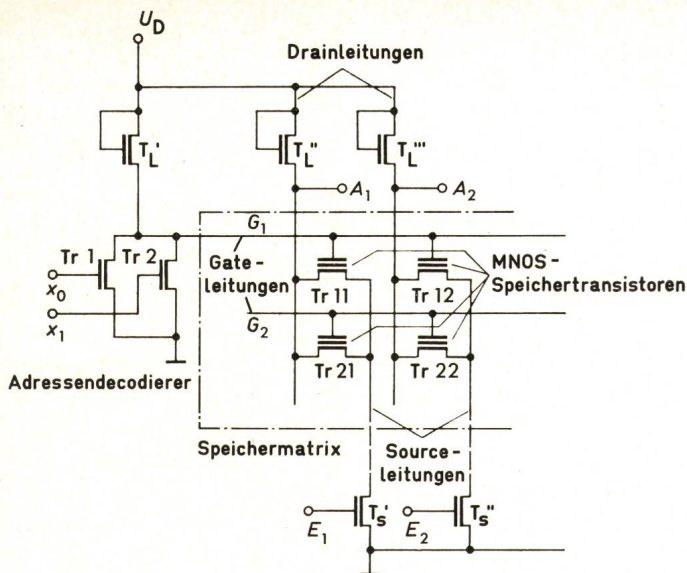 U_D
Drainleitungen
T_L'
T_L''
T_L'''
A_1
A_2
G_1
Tr 1
Tr 2
Gate-
leitungen
MNOS-
Speichertransistoren
x_0
Tr 11
Tr 12
x_1
G_2
Tr 21
Tr 22
Adressendecodierer
Speichermatrix
Source-
leitungen
T_s'
T_s''
E_1
E_2